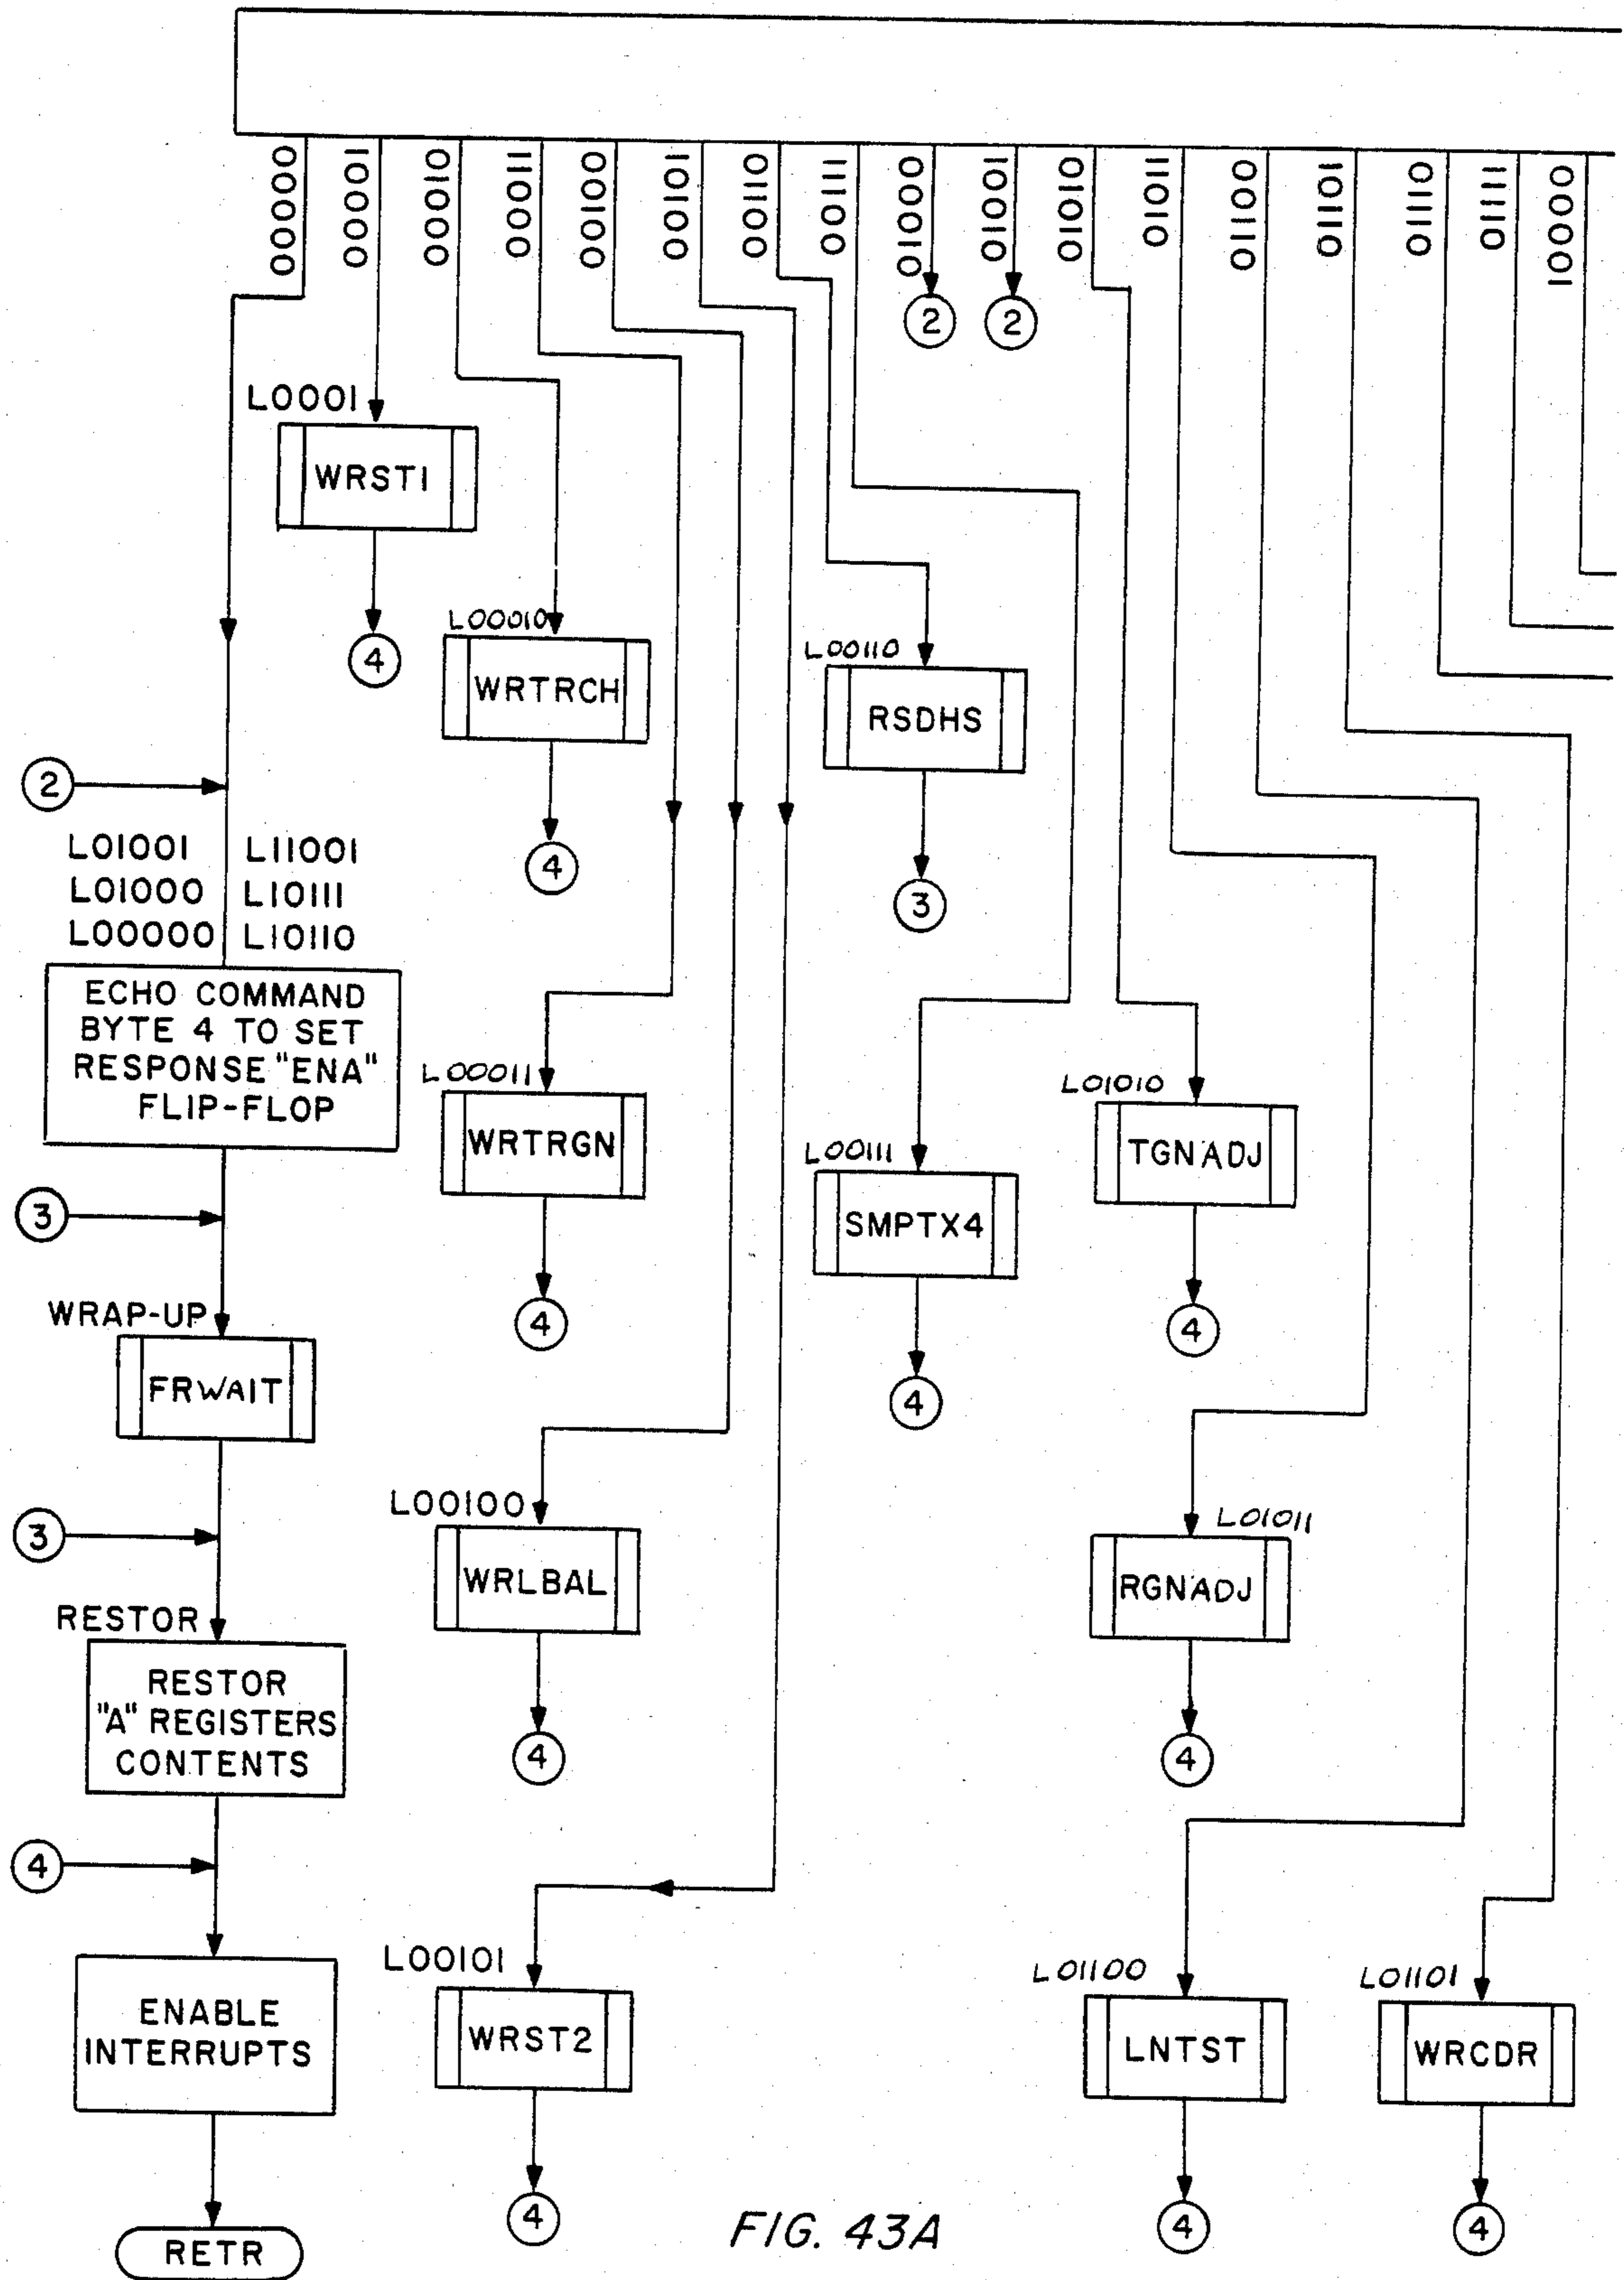 00000
00001
00010
00011
00100
00101
00110
00111
01000
01001
01010
01011
01100
01101
01110
01111
10000
2
2
L0001
WRST1
4
L00010
WRTRCH
4
L00110
RSDHS
3
2
L01001 L11001
L01000 L10111
L00000 L10110
ECHO COMMAND
BYTE 4 TO SET
RESPONSE "ENA"
FLIP-FLOP
L00011
WRTRGN
4
L00111
SMPTX4
4
L01010
TGNADJ
4
3
WRAP-UP
FRWAIT
3
RESTOR
RESTOR
"A" REGISTERS
CONTENTS
L00100
WRLBAL
4
L01011
RGNADJ
4
4
ENABLE
INTERRUPTS
RETR
L00101
WRST2
4
L01100
LNTST
4
L01101
WRCDR
4
FIG. 43A